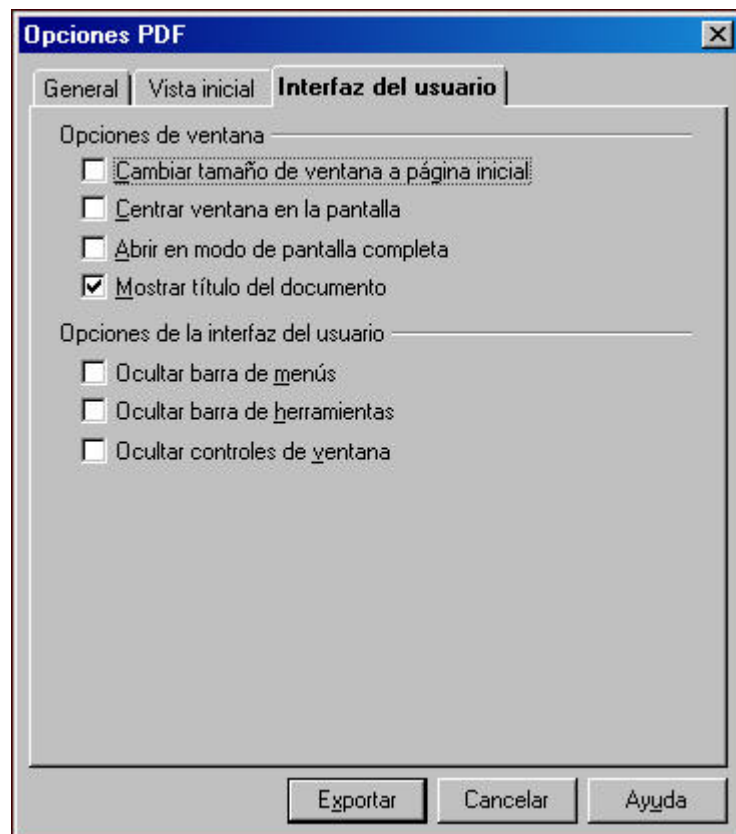 Opciones PDF
General Vista inicial Interfaz del usuario
Opciones de ventana
Cambiar tamaño de ventana a página inicial
Centrar ventana en la pantalla
Abrir en modo de pantalla completa
Mostrar título del documento
Opciones de la interfaz del usuario
Ocultar barra de menús
Ocultar barra de herramientas
Ocultar controles de ventana
Exportar Cancelar Ayuda